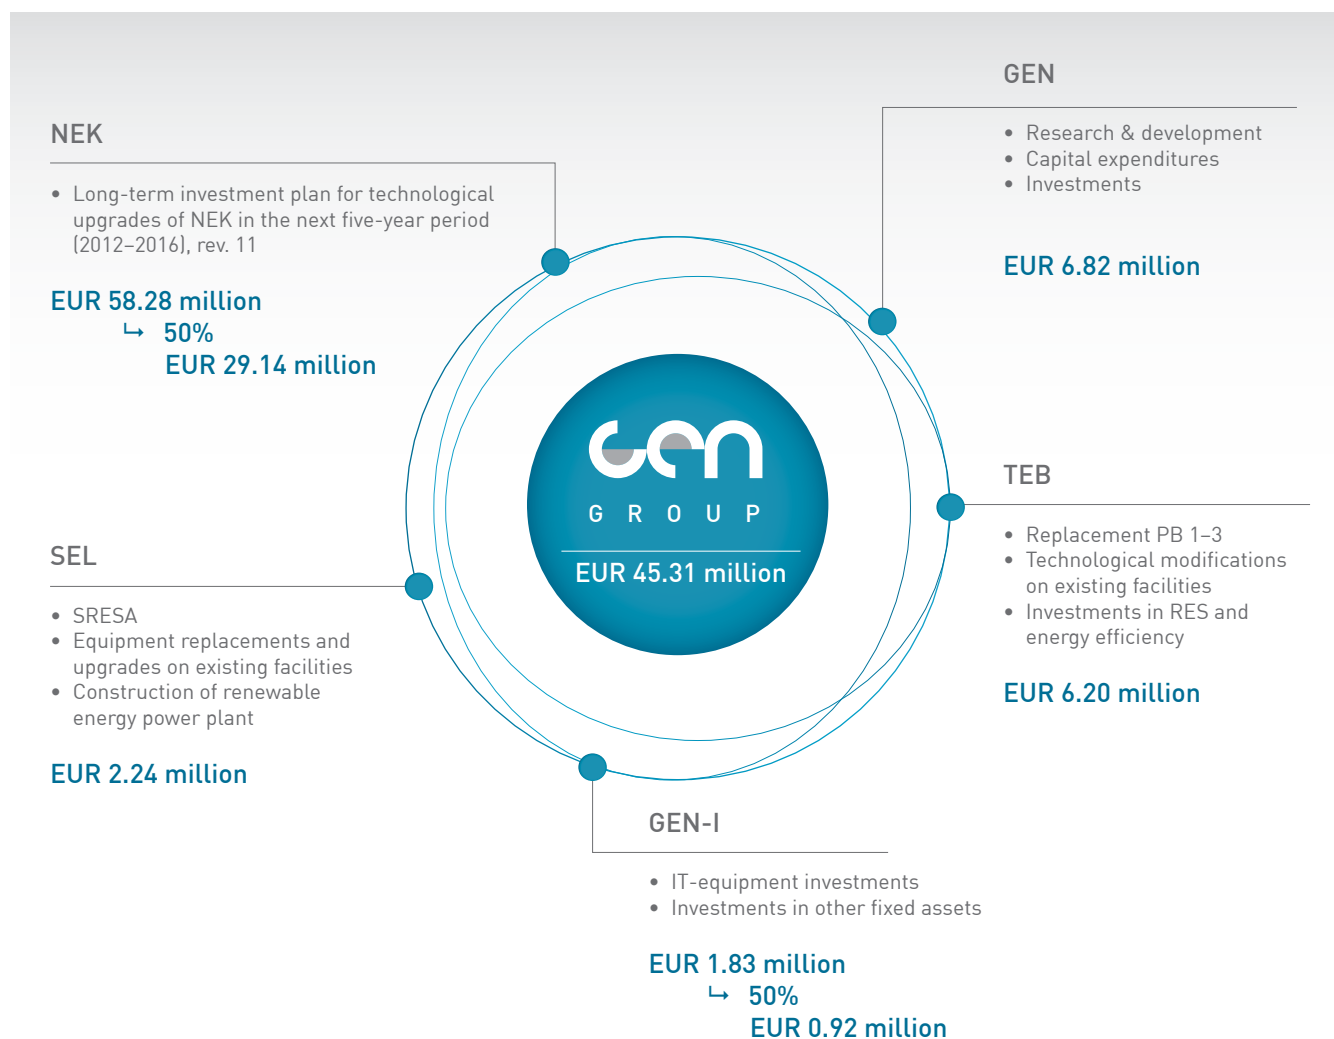 NEK
• Long-term investment plan for technological
upgrades of NEK in the next five-year period
(2012–2016), rev. 11
EUR 58.28 million
↳ 50%
EUR 29.14 million
GEN
• Research & development
• Capital expenditures
• Investments
EUR 6.82 million
gen
GROUP
EUR 45.31 million
TEB
• Replacement PB 1–3
• Technological modifications
on existing facilities
• Investments in RES and
energy efficiency
EUR 6.20 million
SEL
• SRESA
• Equipment replacements and
upgrades on existing facilities
• Construction of renewable
energy power plant
EUR 2.24 million
GEN-I
• IT-equipment investments
• Investments in other fixed assets
EUR 1.83 million
↳ 50%
EUR 0.92 million